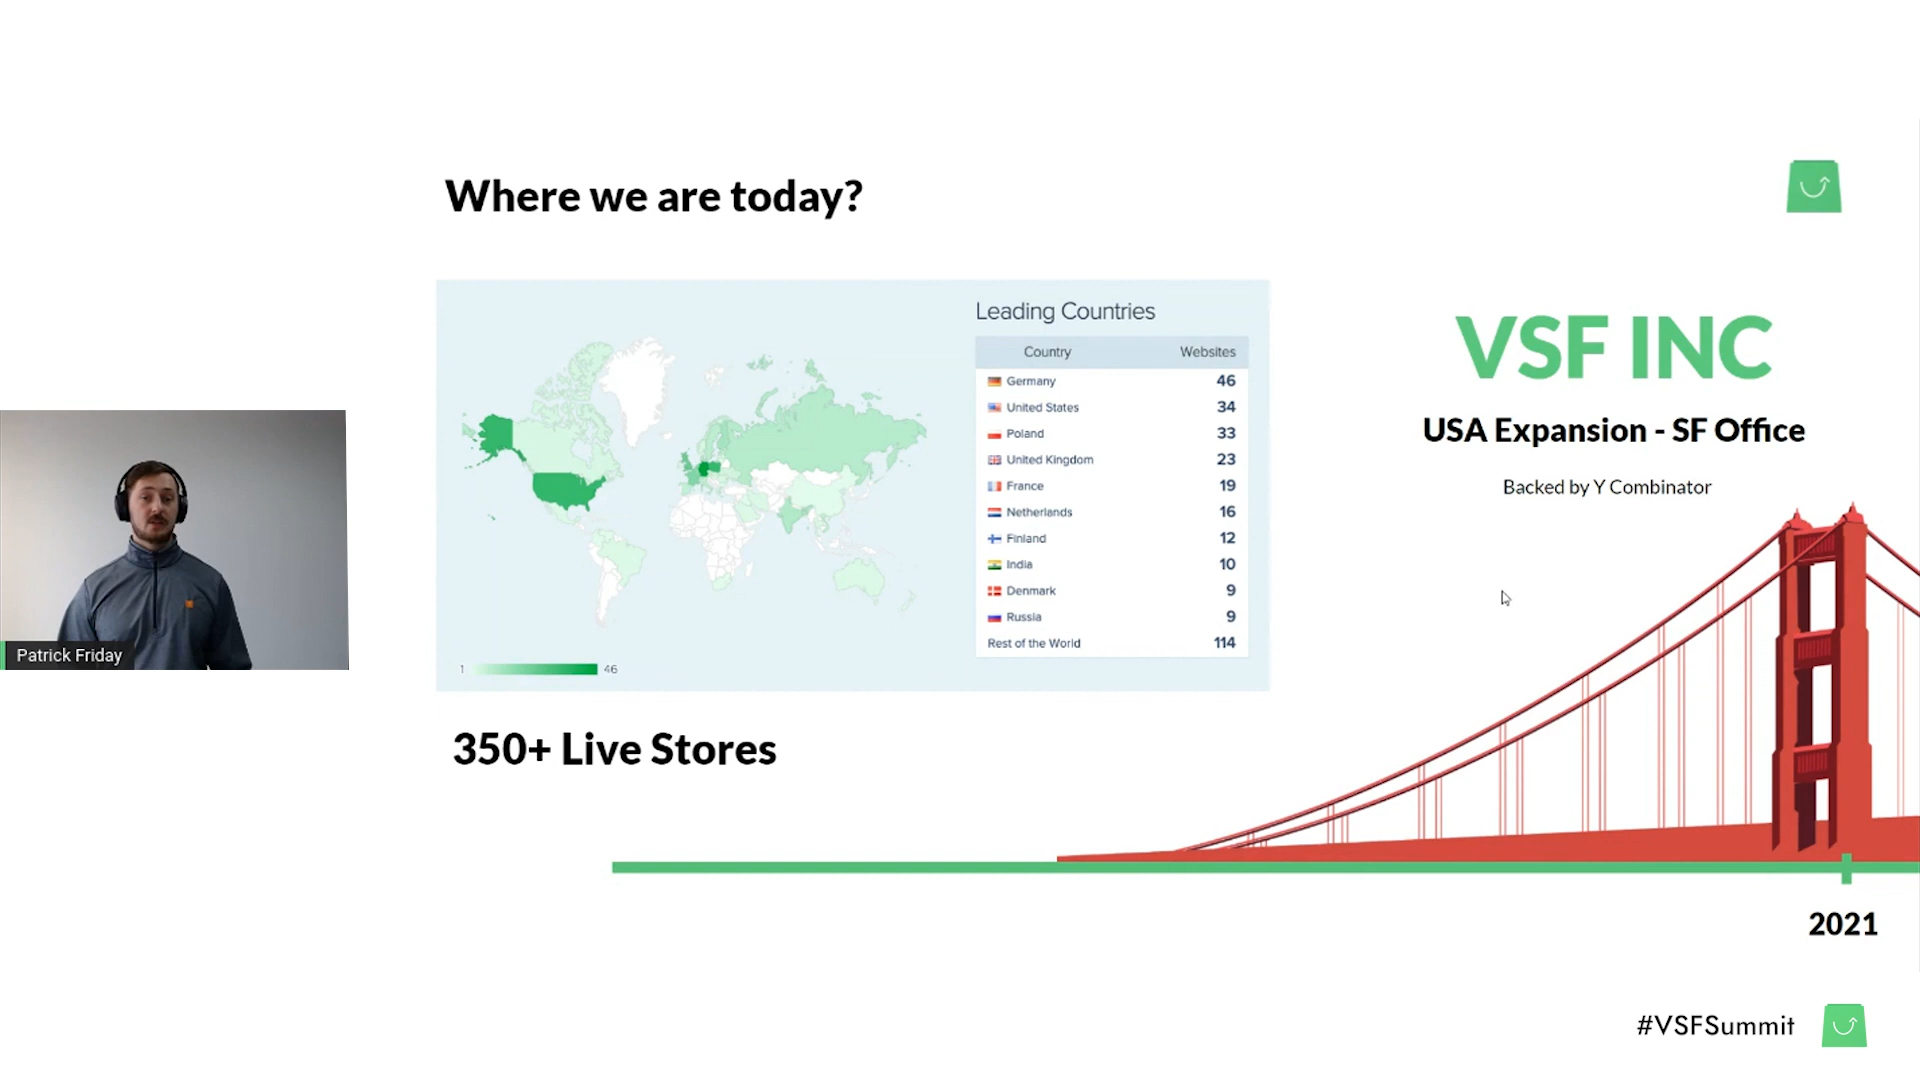 Where we are today?
Leading Countries
Country Websites
Germany 46
United States 34
Poland 33
United Kingdom 23
France 19
Netherlands 16
Finland 12
India 10
Denmark 9
Russia 9
Rest of the World 114
1 46
350+ Live Stores
VSF INC
USA Expansion - SF Office
Backed by Y Combinator
2021
Patrick Friday
#VSFSummit